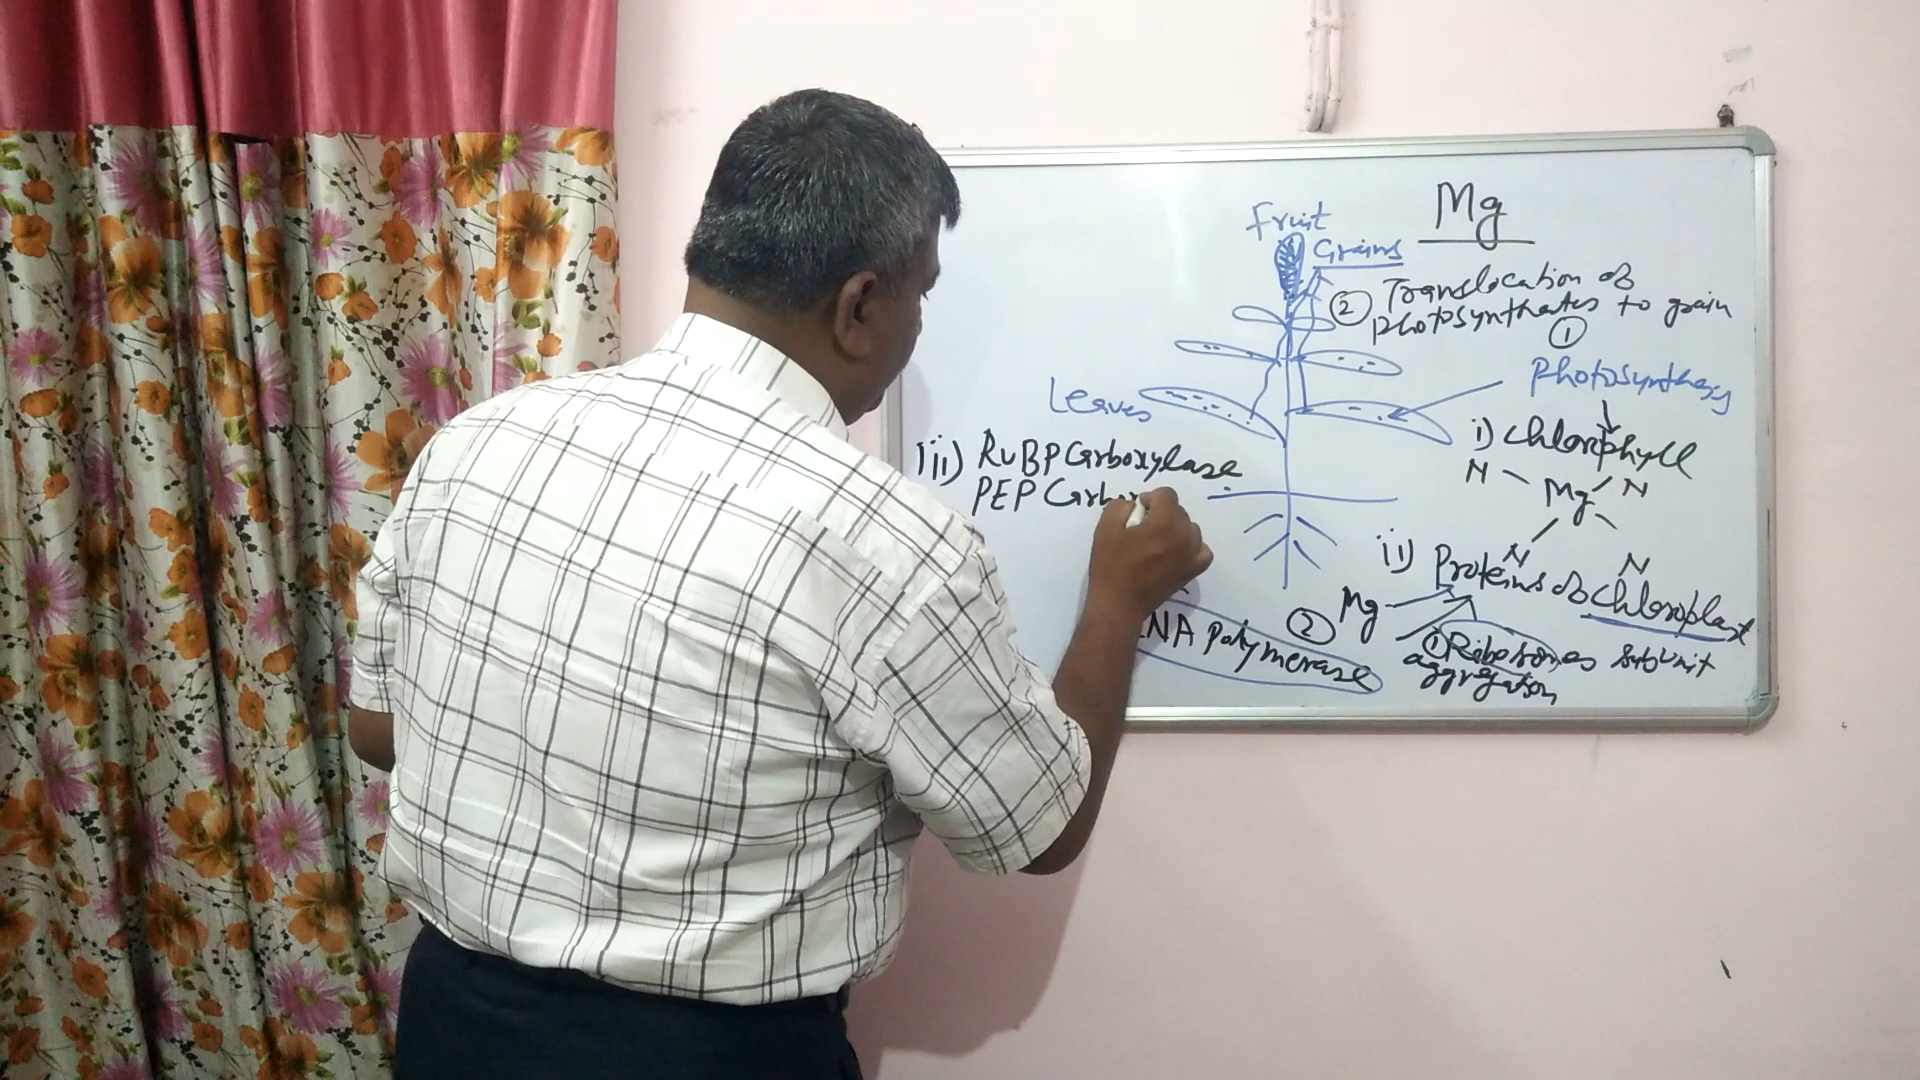 Mg
Fruit
Grains
② Translocation of
photosynthates to grain
①
Photosynthesis
Leaves
i) Chlorophyll
N N
Mg
N N
iii) RuBP Carboxylase
PEP Carbo
ii) Proteins of Chloroplast
② Mg
① Ribosomes subunit
aggregation
NA polymerase